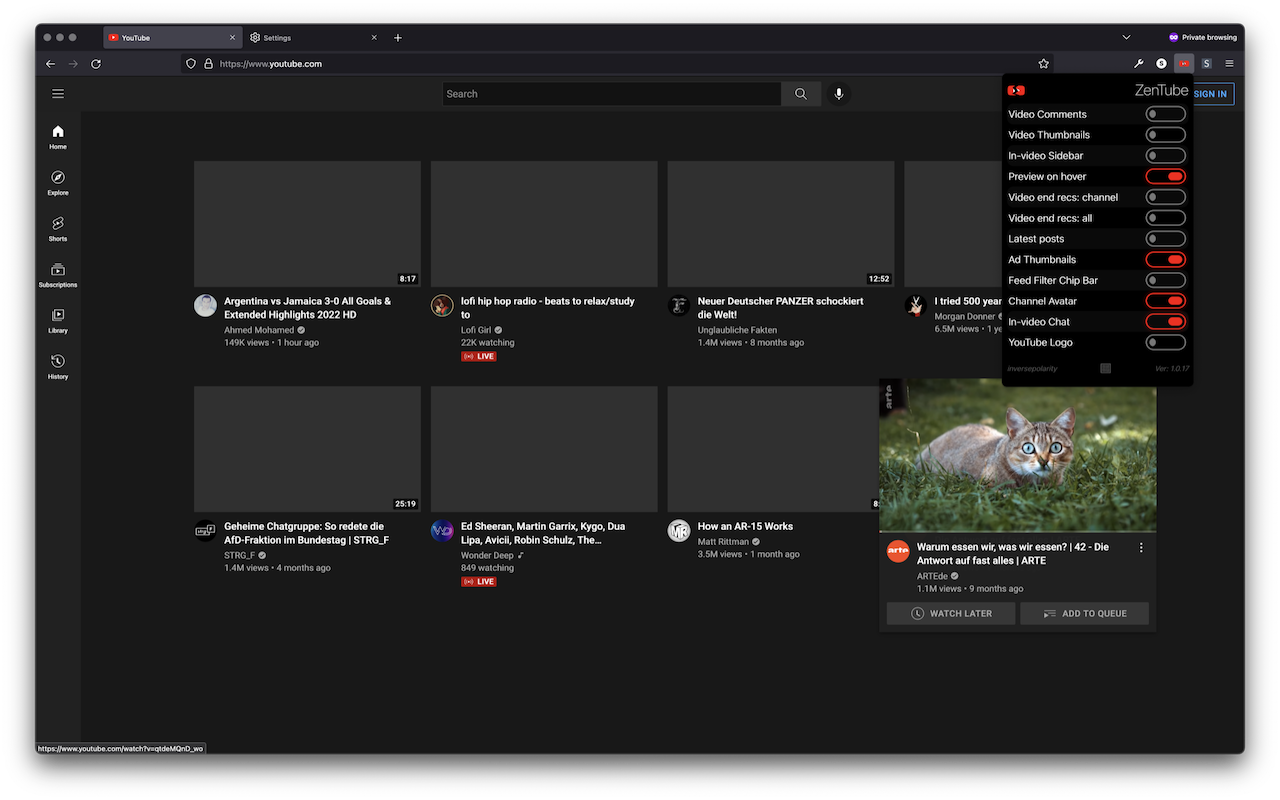 YouTube
Settings
Private browsing
https://www.youtube.com
S
S
Search
SIGN IN
ZenTube
Video Comments
Video Thumbnails
In-video Sidebar
Preview on hover
Video end recs: channel
Video end recs: all
Latest posts
Ad Thumbnails
Feed Filter Chip Bar
Channel Avatar
In-video Chat
YouTube Logo
inversepolarity
Ver: 1.0.17
Home
Explore
Shorts
Subscriptions
Library
History
8:17
Argentina vs Jamaica 3-0 All Goals &
Extended Highlights 2022 HD
Ahmed Mohamed
149K views • 1 hour ago
lofi hip hop radio - beats to relax/study
to
Lofi Girl
22K watching
LIVE
12:52
Neuer Deutscher PANZER schockiert
die Welt!
Unglaubliche Fakten
1.4M views • 8 months ago
I tried 500 year
Morgan Donner
6.5M views • 1 ye
25:19
Geheime Chatgruppe: So redete die
AfD-Fraktion im Bundestag | STRG_F
STRG_F
1.4M views • 4 months ago
Ed Sheeran, Martin Garrix, Kygo, Dua
Lipa, Avicii, Robin Schulz, The...
Wonder Deep
849 watching
LIVE
8:
How an AR-15 Works
Matt Rittman
3.5M views • 1 month ago
arte
arte
Warum essen wir, was wir essen? | 42 - Die
Antwort auf fast alles | ARTE
ARTEde
1.1M views • 9 months ago
WATCH LATER
ADD TO QUEUE
https://www.youtube.com/watch?v=qtdeMQnD_wo